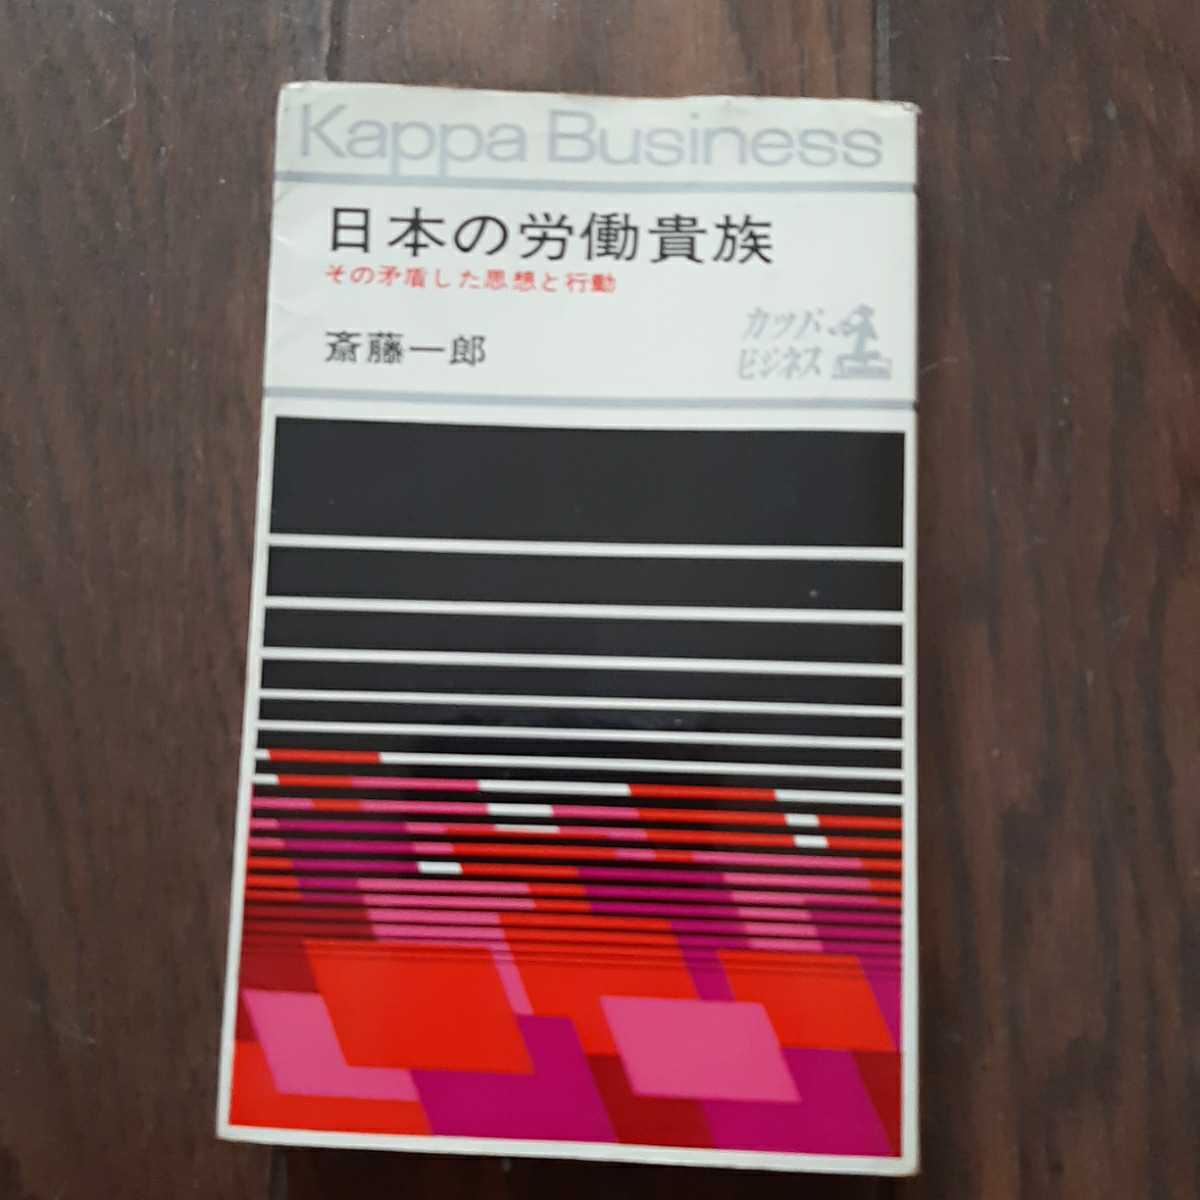 Kappa Business
日本の労働貴族
その矛盾した思想と行動
斎藤一郎
カッパ
ビジネス